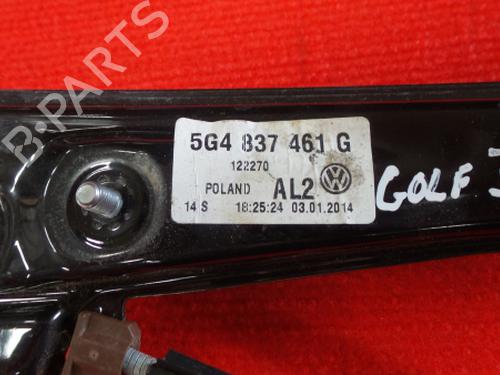 B-PARTS
5G4 837 461 G
122270
POLAND AL2
14 S 18:25:24 03.01.2014
GOLF